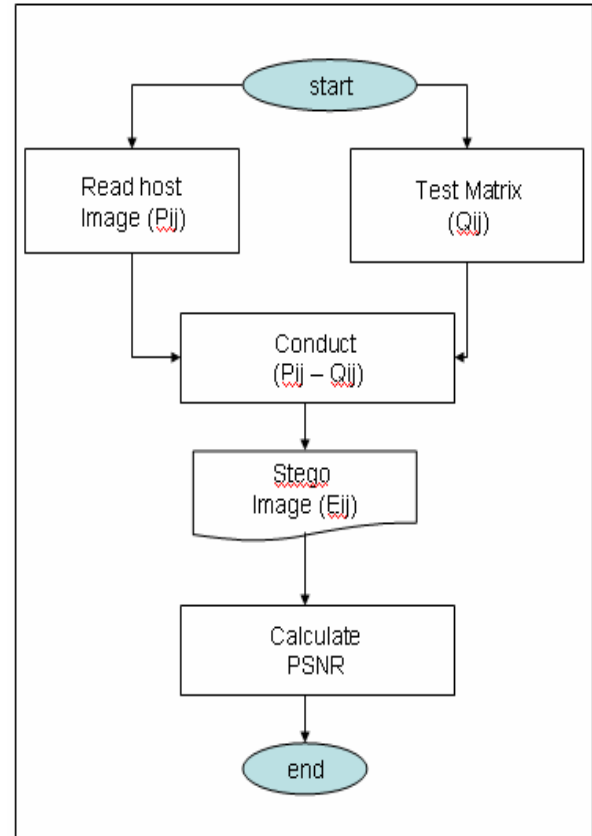 start
Read host
Image (Pij)
Test Matrix
(Qij)
Conduct
(Pij – Qij)
Stego
Image (Eij)
Calculate
PSNR
end